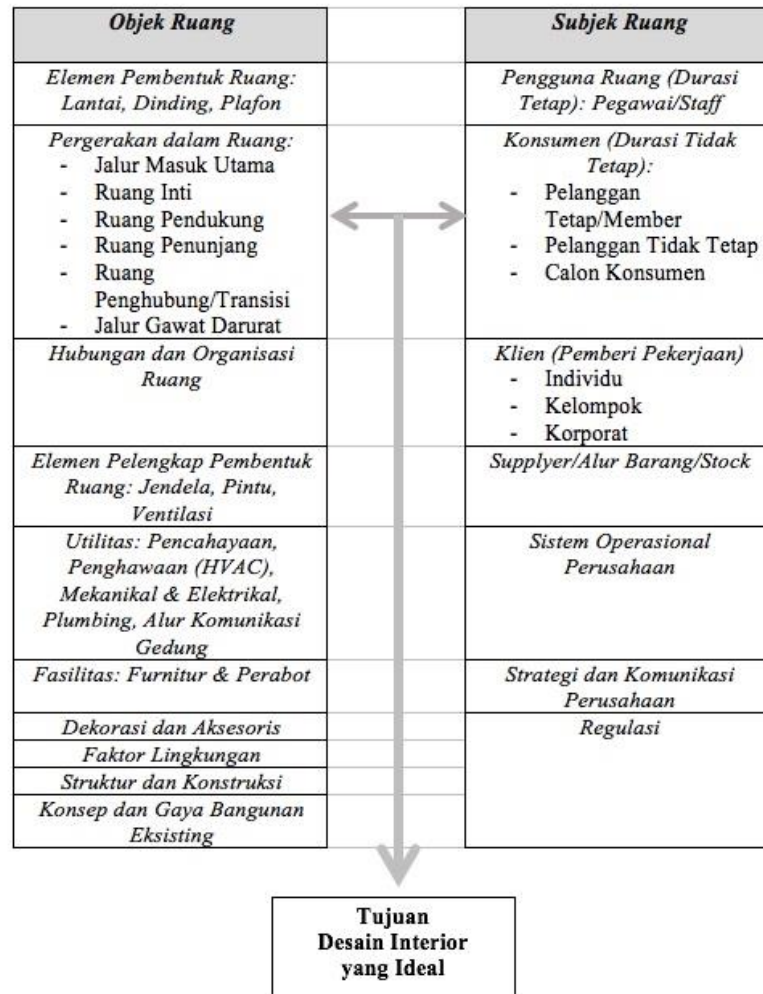 Objek Ruang
Elemen Pembentuk Ruang:
Lantai, Dinding, Plafon
Pergerakan dalam Ruang:
- Jalur Masuk Utama
- Ruang Inti
- Ruang Pendukung
- Ruang Penunjang
- Ruang
Penghubung/Transisi
- Jalur Gawat Darurat
Hubungan dan Organisasi
Ruang
Elemen Pelengkap Pembentuk
Ruang: Jendela, Pintu,
Ventilasi
Utilitas: Pencahayaan,
Penghawaan (HVAC),
Mekanikal & Elektrikal,
Plumbing, Alur Komunikasi
Gedung
Fasilitas: Furnitur & Perabot
Dekorasi dan Aksesoris
Faktor Lingkungan
Struktur dan Konstruksi
Konsep dan Gaya Bangunan
Eksisting
Subjek Ruang
Pengguna Ruang (Durasi
Tetap): Pegawai/Staff
Konsumen (Durasi Tidak
Tetap):
- Pelanggan
Tetap/Member
- Pelanggan Tidak Tetap
- Calon Konsumen
Klien (Pemberi Pekerjaan)
- Individu
- Kelompok
- Korporat
Supplyer/Alur Barang/Stock
Sistem Operasional
Perusahaan
Strategi dan Komunikasi
Perusahaan
Regulasi
Tujuan
Desain Interior
yang Ideal